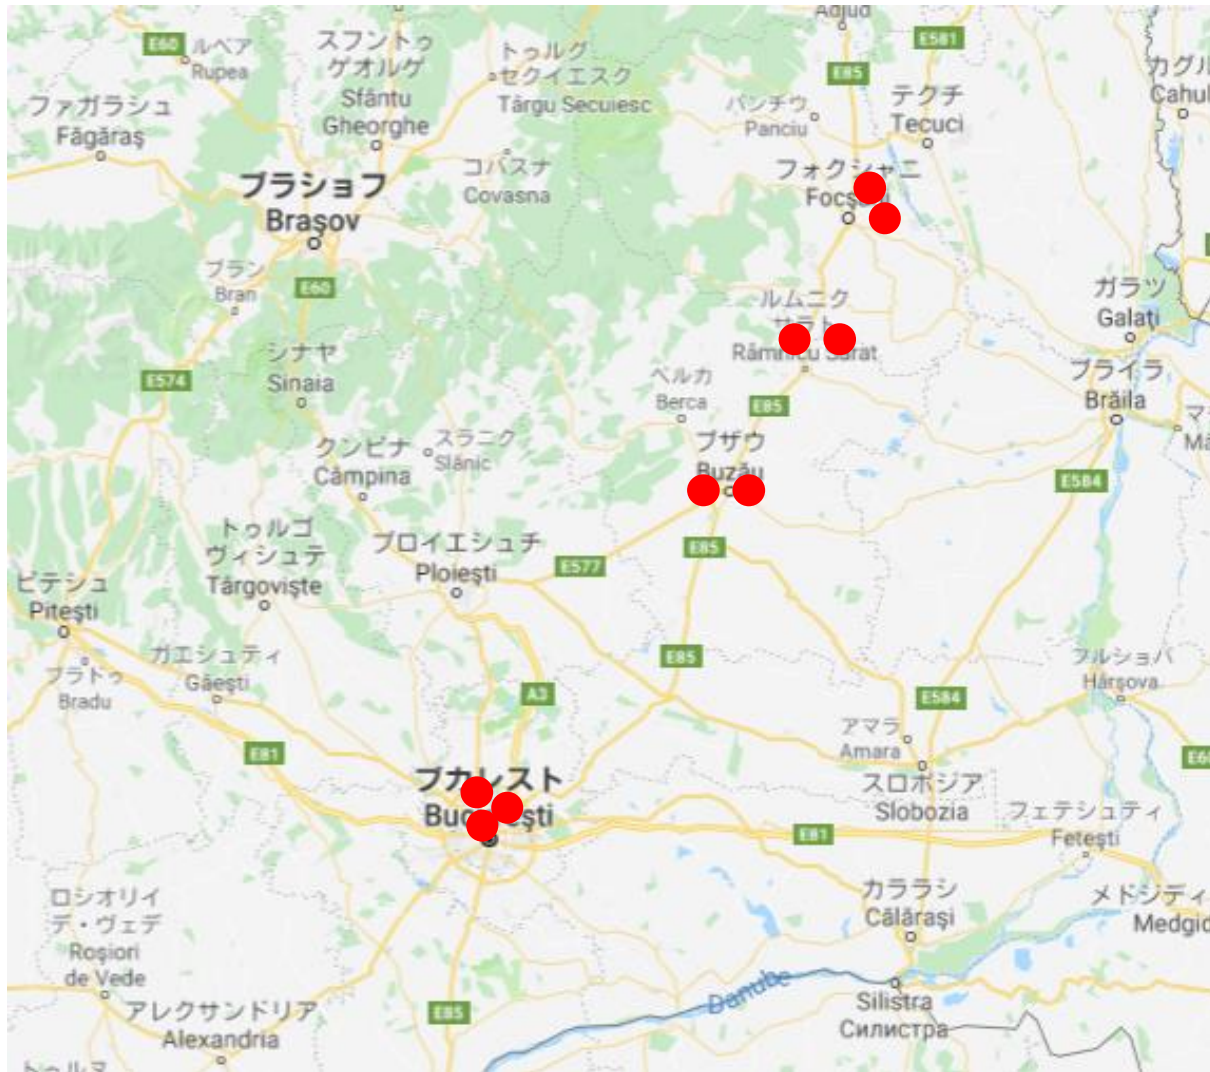 Adjud
E60
ルペア
Rupea
スフントゥ
ゲオルゲ
Sfântu
Gheorghe
トゥルグ
セクイエスク
Târgu Secuiesc
E581
E85
カグル
Cahul
ファガラシュ
Făgăraș
パンチウ
Panciu
テクチ
Tecuci
コバスナ
Covasna
ブラショフ
Brașov
フォクシャニ
ブラン
Bran
E60
ルムニク
ガラツ
Galați
シナヤ
Sinaia
E574
ベルカ
Berca
E85
ブライラ
Brăila
クンピナ
Câmpina
スラニク
Slănic
ブザウ
Buzău
E584
トゥルゴ
ヴィシュテ
Târgoviște
プロイエシュチ
Ploiești
E577
E85
ピテシュ
Pitești
ガエシュティ
Găești
ブラトゥ
Bradu
E85
フルショバ
Hârșova
A3
E584
アマラ
Amara
E81
スロボジア
Slobozia
フェテシュティ
Fetești
E81
ロシオリイ
デ・ヴェデ
Roșiori
de Vede
カララシ
Călărași
メドジディ
Medgid
アレクサンドリア
Alexandria
E85
Danube
Silistra
Силистра